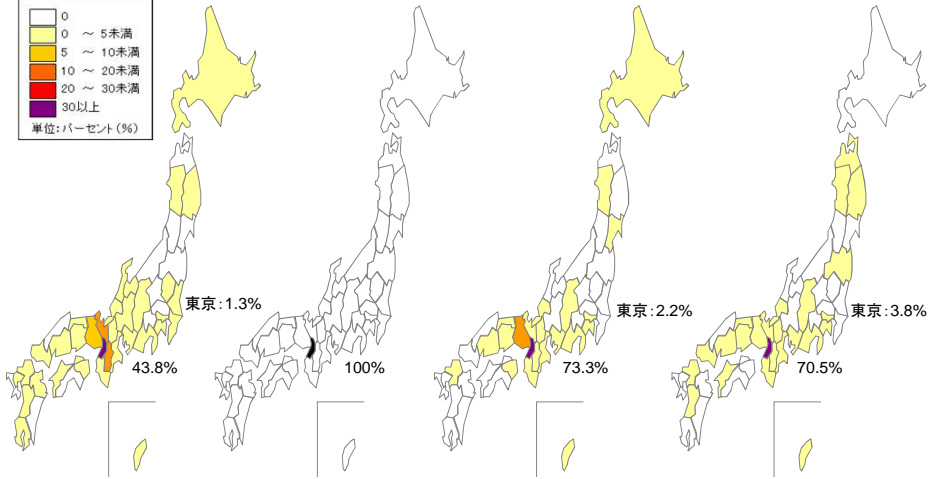 0
0 ～ 5未満
5 ～ 10未満
10 ～ 20未満
20 ～ 30未満
30以上
単位：パーセント（%）
東京：1.3%
43.8%
100%
東京：2.2%
73.3%
東京：3.8%
70.5%